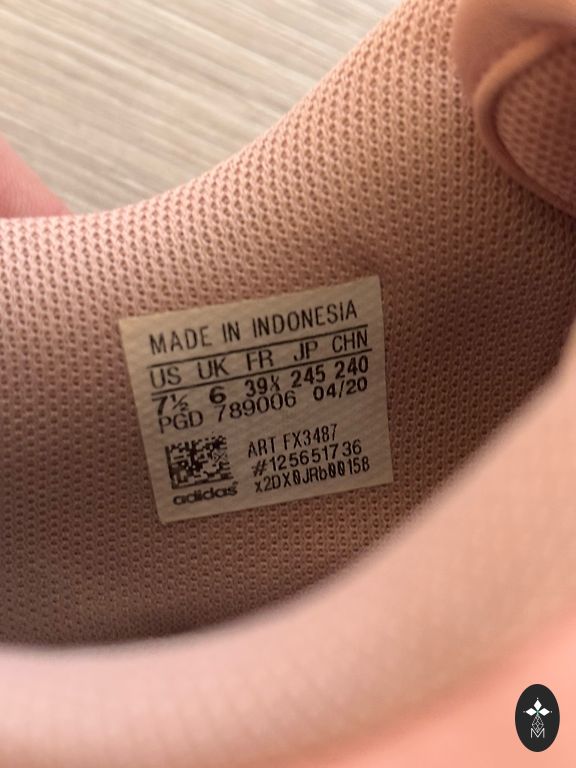 MADE IN INDONESIA
US UK FR JP CHN
7½ 6 39⅓ 245 240
PGD 789006 04/20
ART FX3487
#125651736
x2DX0JRb00158
adidas
M